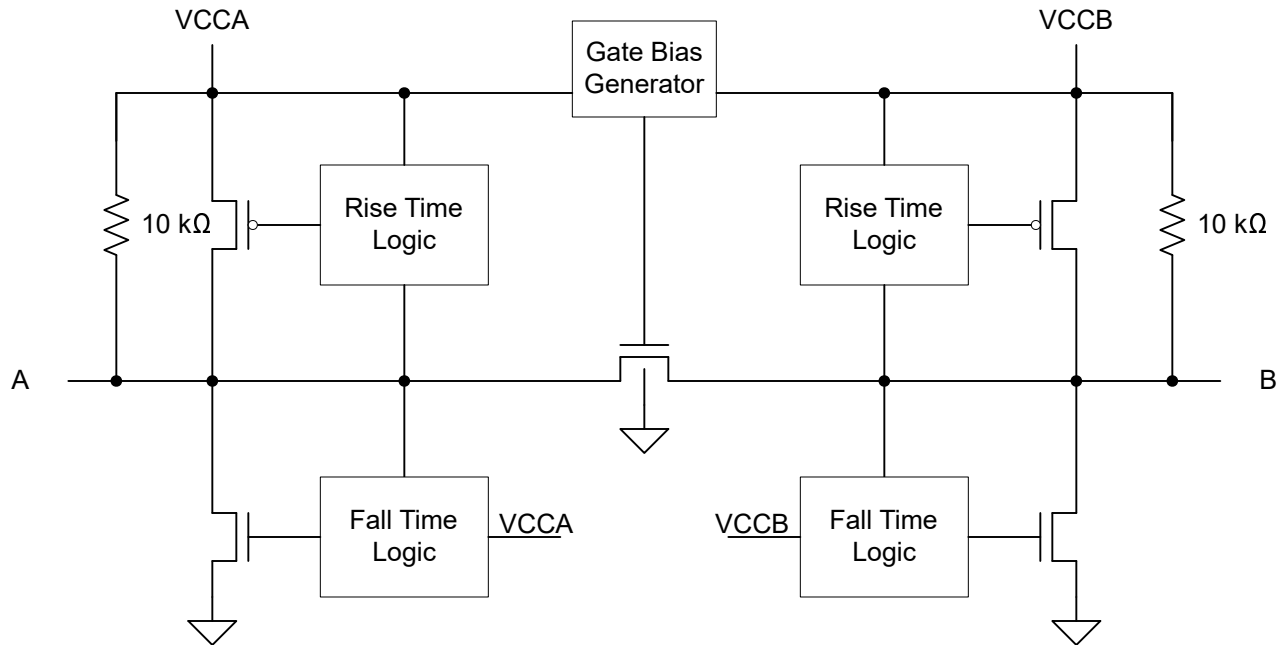 VCCA
VCCB
Gate Bias
Generator
10 kΩ
Rise Time
Logic
Rise Time
Logic
10 kΩ
A
B
Fall Time
Logic
VCCA
VCCB
Fall Time
Logic